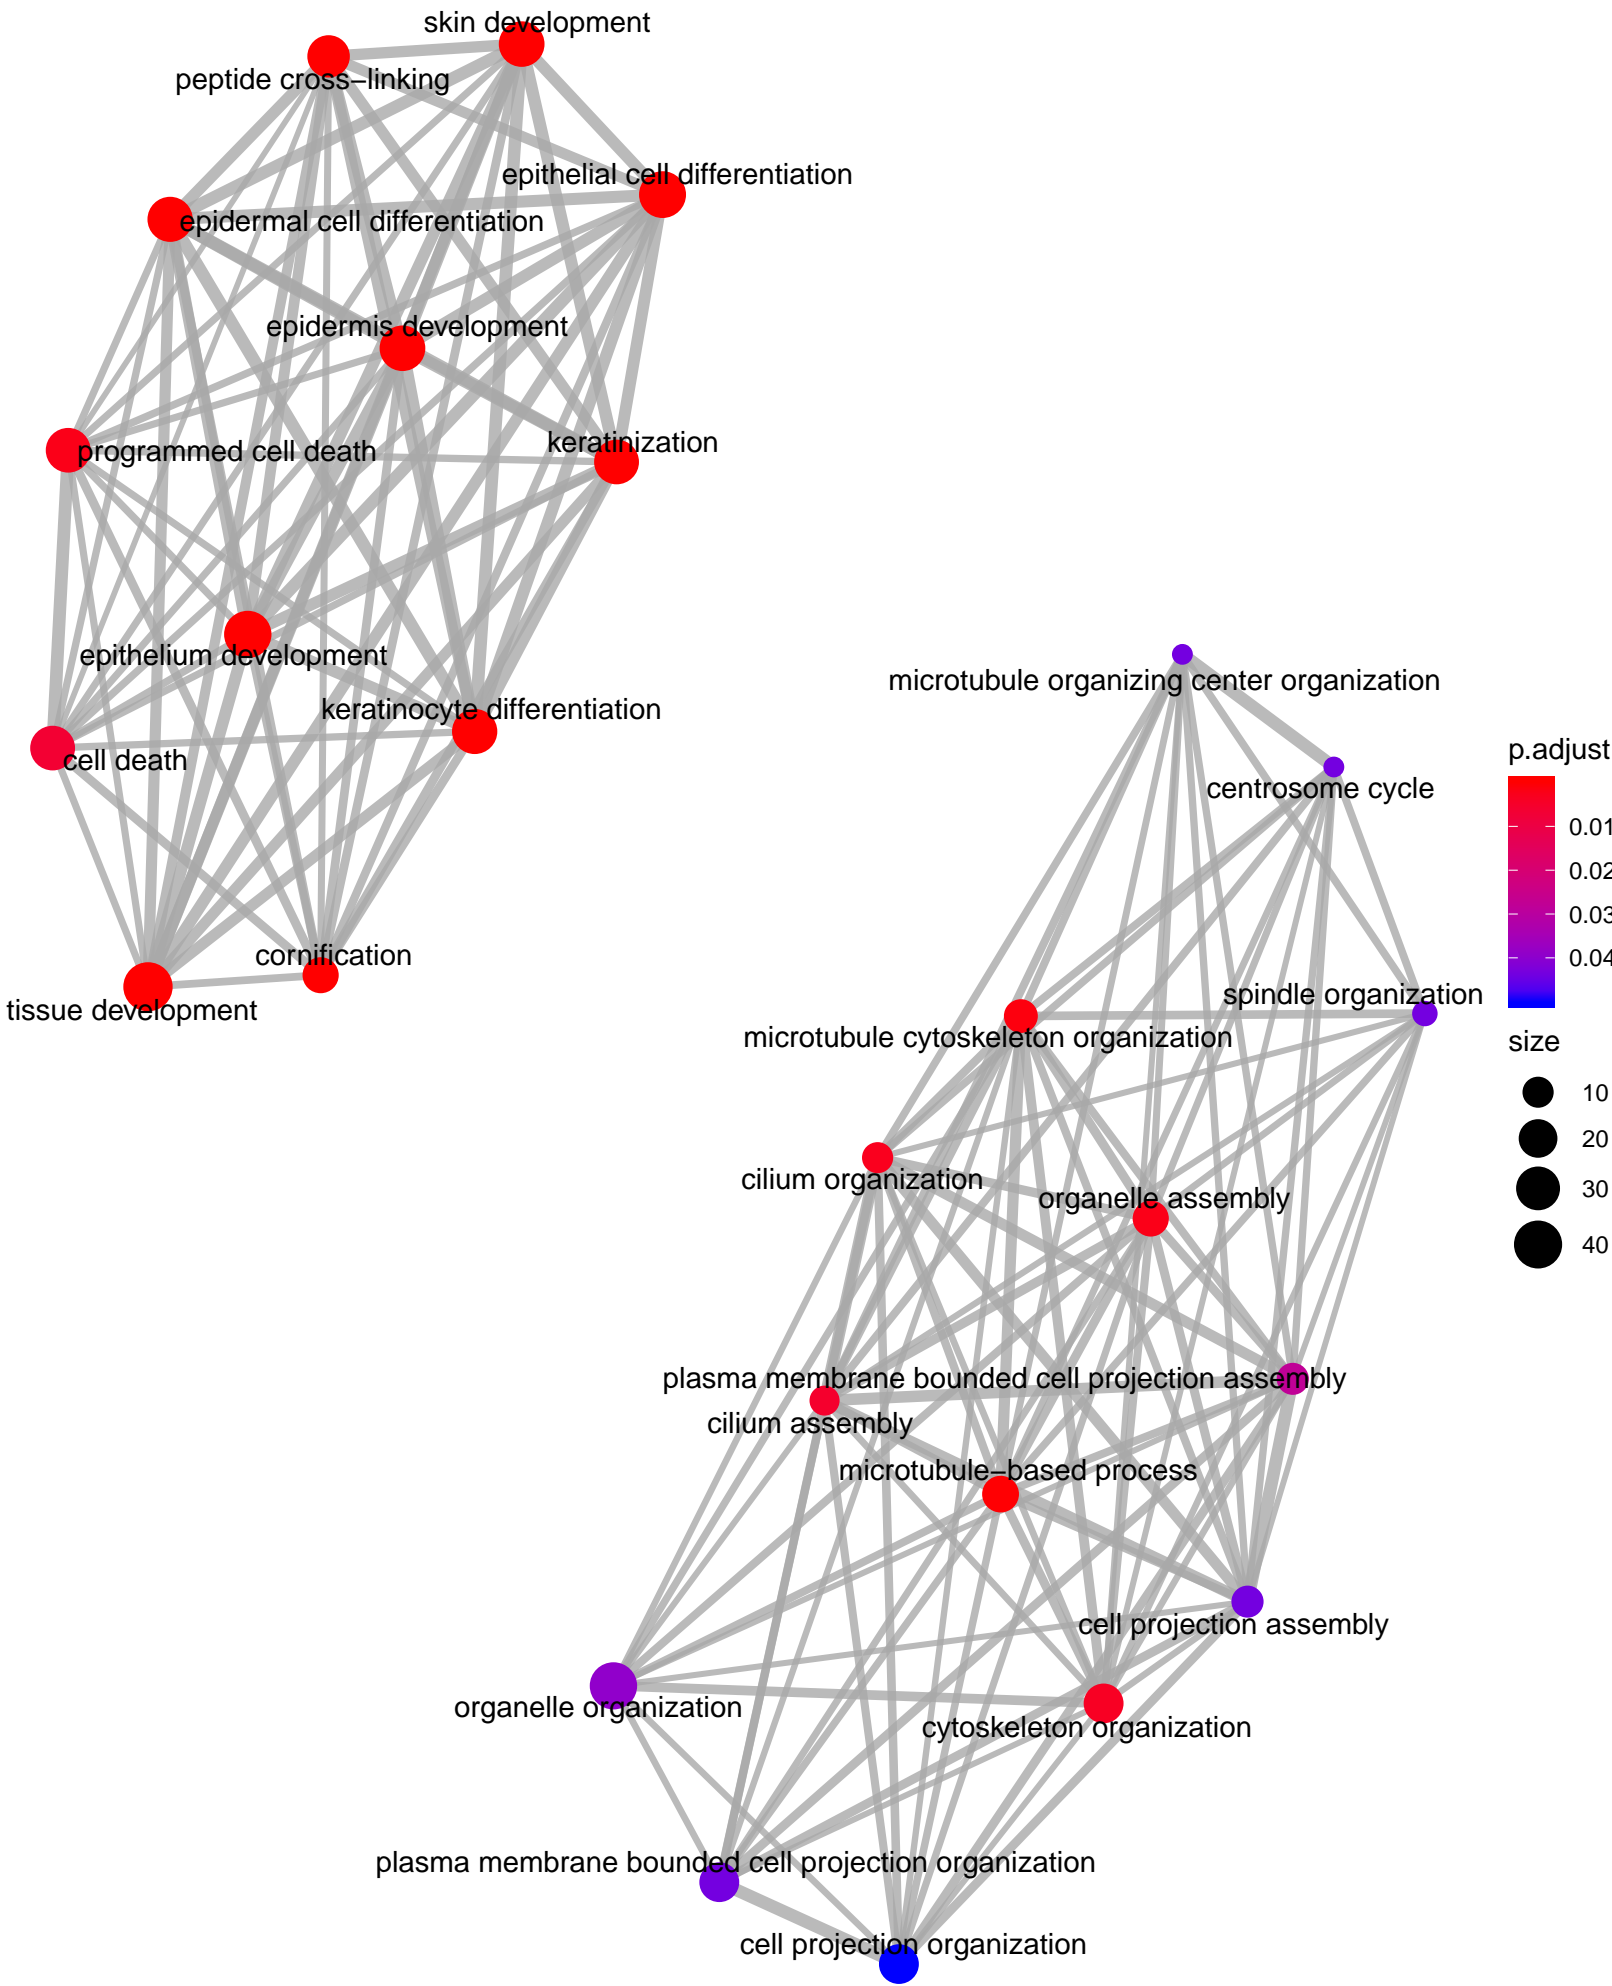 skin development
peptide cross−linking
epithelial cell differentiation
epidermal cell differentiation
epidermis development
keratinization
programmed cell death
epithelium development
keratinocyte differentiation
cell death
cornification
tissue development
microtubule organizing center organization
centrosome cycle
spindle organization
microtubule cytoskeleton organization
cilium organization
organelle assembly
plasma membrane bounded cell projection assembly
cilium assembly
microtubule−based process
cell projection assembly
organelle organization
cytoskeleton organization
plasma membrane bounded cell projection organization
cell projection organization
p.adjust
0.01
0.02
0.03
0.04
size
10
20
30
40